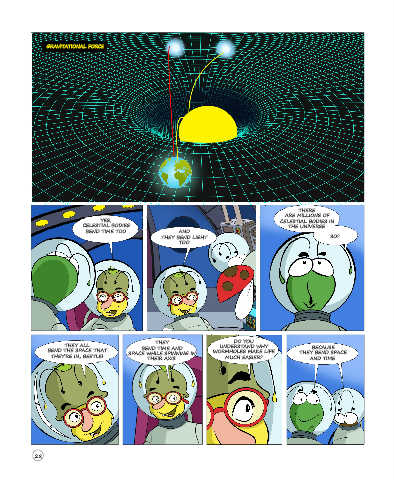 GRAVITATIONAL FORCE
YES,
CELESTIAL BODIES
BEND TIME TOO
AND
THEY BEND LIGHT
TOO
THERE
ARE MILLIONS OF
CELESTIAL BODIES IN
THE UNIVERSE
SO?
THEY ALL
BEND THE SPACE THAT
THEY'RE IN, BEETLE!
THEY
BEND TIME AND
SPACE WHILE SPINNING IN
THEIR AXIS
DO YOU
UNDERSTAND WHY
WORMHOLES MAKE LIFE
MUCH EASIER?
BECAUSE
THEY BEND SPACE
AND TIME